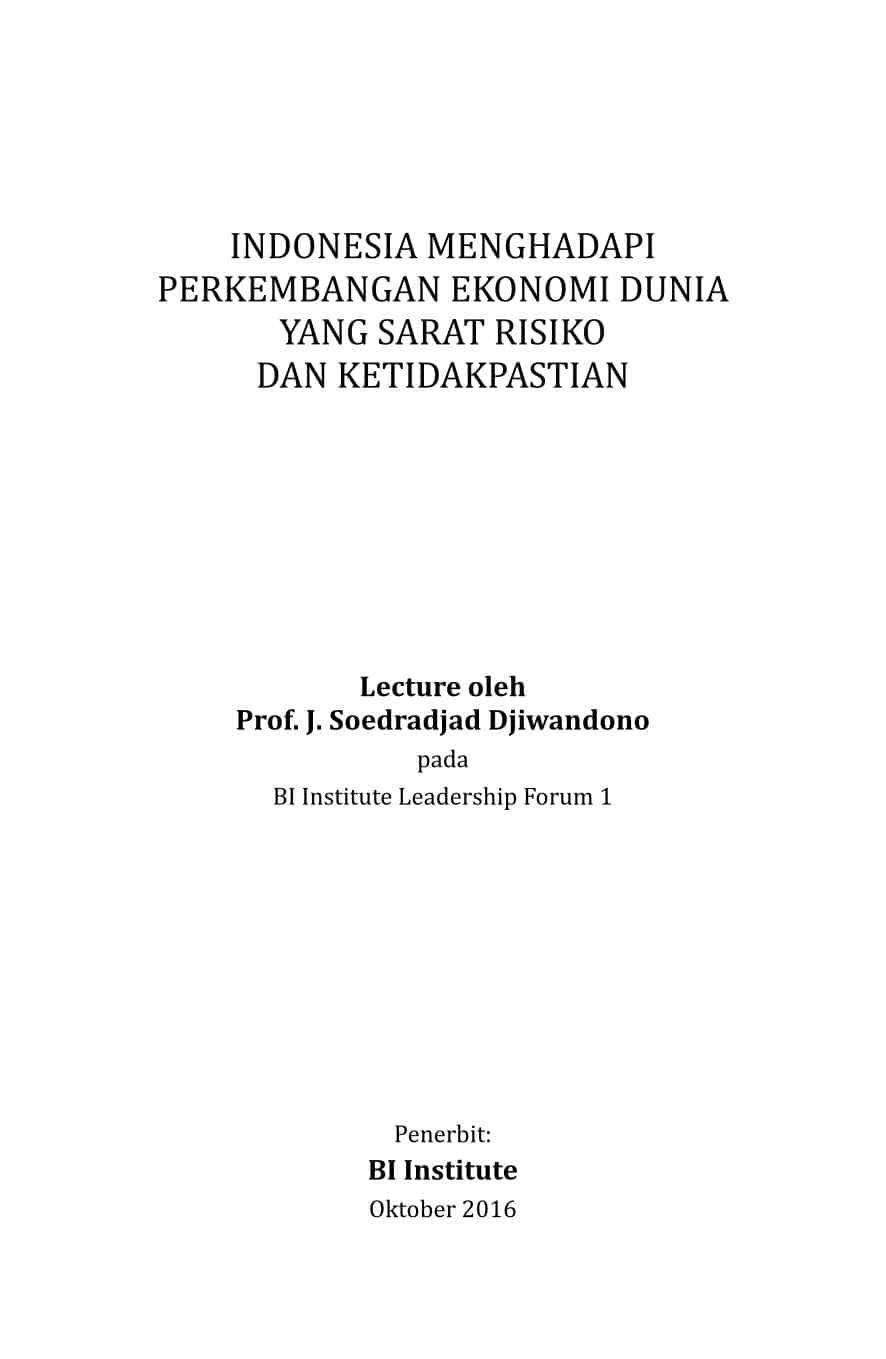 INDONESIA MENGHADAPI
PERKEMBANGAN EKONOMI DUNIA
YANG SARAT RISIKO
DAN KETIDAKPASTIAN
Lecture oleh
Prof. J. Soedradjad Djiwandono
pada
BI Institute Leadership Forum 1
Penerbit:
BI Institute
Oktober 2016